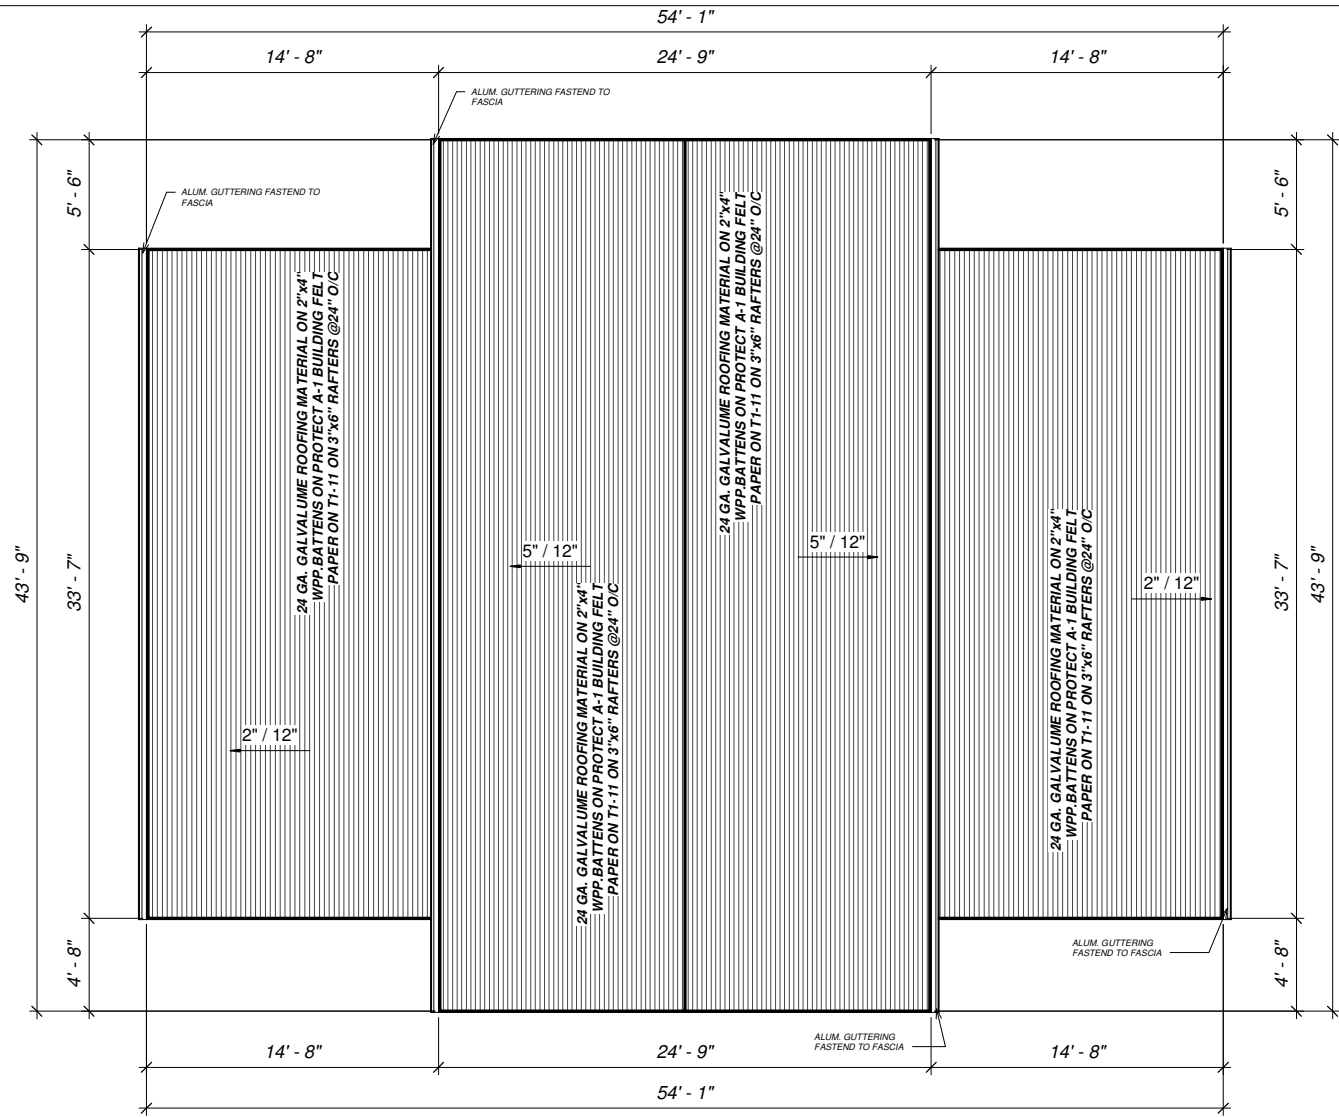 54' - 1"
14' - 8"
24' - 9"
14' - 8"
ALUM. GUTTERING FASTEND TO
FASCIA
ALUM. GUTTERING FASTEND TO
FASCIA
5' - 6"
5' - 6"
24 GA. GALVALUME ROOFING MATERIAL ON 2"x4"
WPP.BATTENS ON PROTECT A-1 BUILDING FELT
PAPER ON T1-11 ON 3"x6" RAFTERS @24" O/C
24 GA. GALVALUME ROOFING MATERIAL ON 2"x4"
WPP.BATTENS ON PROTECT A-1 BUILDING FELT
PAPER ON T1-11 ON 3"x6" RAFTERS @24" O/C
43' - 9"
33' - 7"
5" / 12"
5" / 12"
2" / 12"
33' - 7"
43' - 9"
24 GA. GALVALUME ROOFING MATERIAL ON 2"x4"
WPP.BATTENS ON PROTECT A-1 BUILDING FELT
PAPER ON T1-11 ON 3"x6" RAFTERS @24" O/C
24 GA. GALVALUME ROOFING MATERIAL ON 2"x4"
WPP.BATTENS ON PROTECT A-1 BUILDING FELT
PAPER ON T1-11 ON 3"x6" RAFTERS @24" O/C
2" / 12"
4' - 8"
ALUM. GUTTERING
FASTEND TO FASCIA
4' - 8"
ALUM. GUTTERING
FASTEND TO FASCIA
14' - 8"
24' - 9"
14' - 8"
54' - 1"